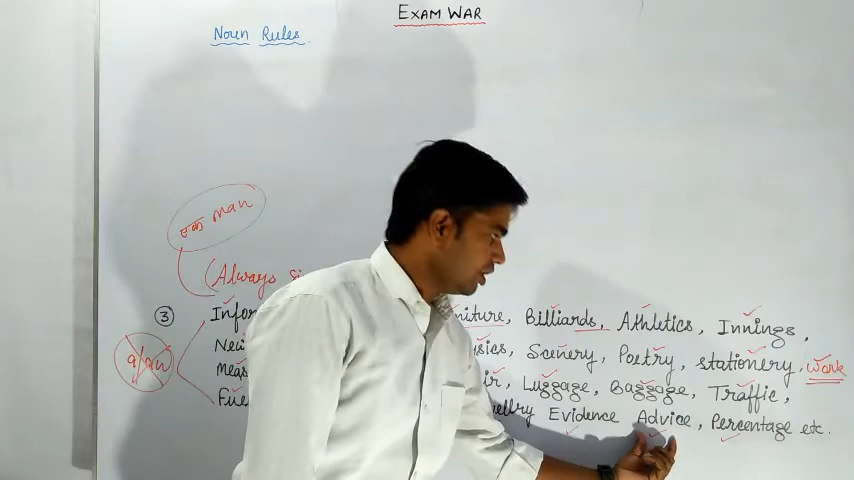 EXAM WAR
Noun Rules.
एक man
(Always Si
③ Infor niture, Billiards, Athletics, Innings,
a/an New sics, Scenery, Poetry, stationery, Work
Meas ir, Luggage, Baggage, Traffic,
Fue ellry Evidence Advice, Percentage etc.